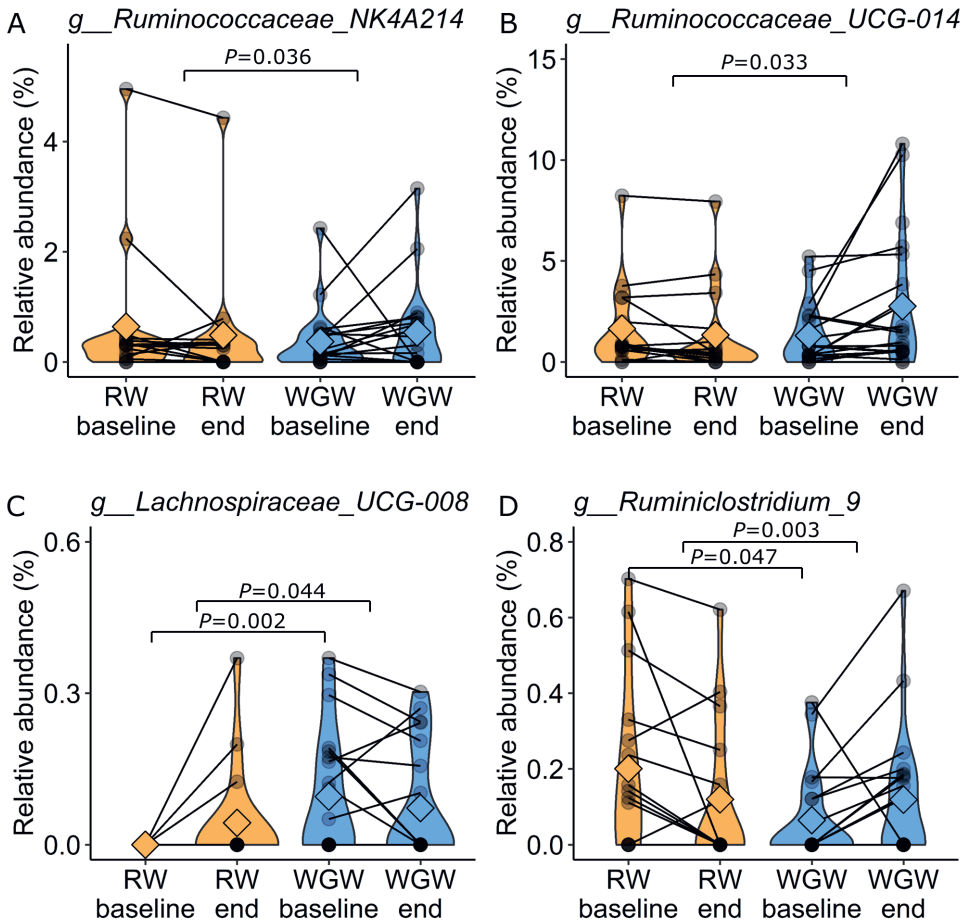 A g__Ruminococcaceae_NK4A214
Relative abundance (%)
P=0.036
4
2
0
RW baseline
RW end
WGW baseline
WGW end
B g__Ruminococcaceae_UCG-014
Relative abundance (%)
P=0.033
15
10
5
0
RW baseline
RW end
WGW baseline
WGW end
C g__Lachnospiraceae_UCG-008
Relative abundance (%)
P=0.044
P=0.002
0.6
0.3
0.0
RW baseline
RW end
WGW baseline
WGW end
D g__Ruminiclostridium_9
Relative abundance (%)
P=0.003
P=0.047
0.8
0.6
0.4
0.2
0.0
RW baseline
RW end
WGW baseline
WGW end